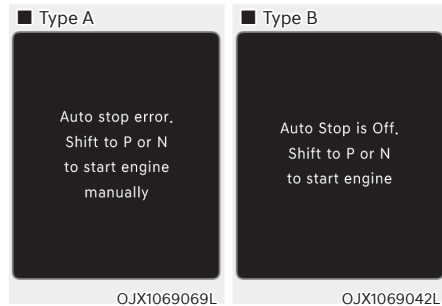 ■ Type A
Auto stop error.
Shift to P or N
to start engine
manually
OJX1069069L
■ Type B
Auto Stop is Off.
Shift to P or N
to start engine
OJX1069042L